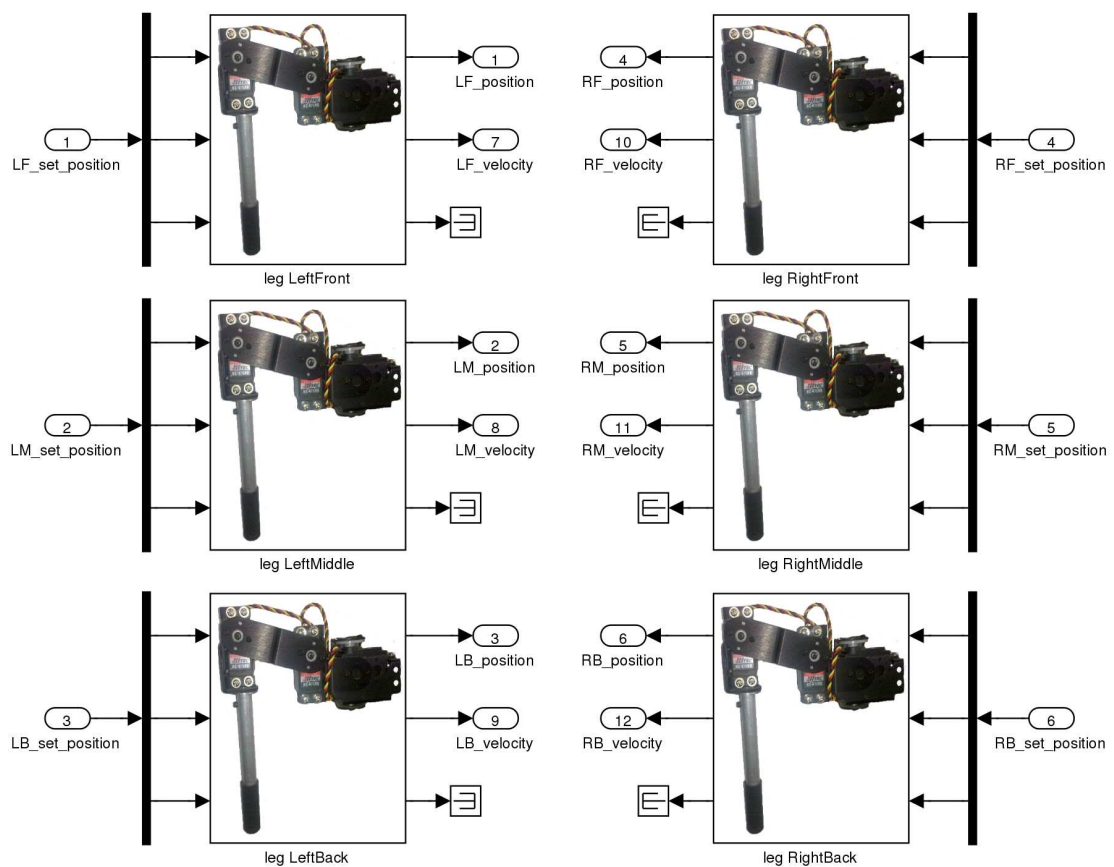 1
LF_set_position
leg LeftFront
1
LF_position
7
LF_velocity
4
RF_position
10
RF_velocity
leg RightFront
4
RF_set_position
2
LM_set_position
leg LeftMiddle
2
LM_position
8
LM_velocity
5
RM_position
11
RM_velocity
leg RightMiddle
5
RM_set_position
3
LB_set_position
leg LeftBack
3
LB_position
9
LB_velocity
6
RB_position
12
RB_velocity
leg RightBack
6
RB_set_position